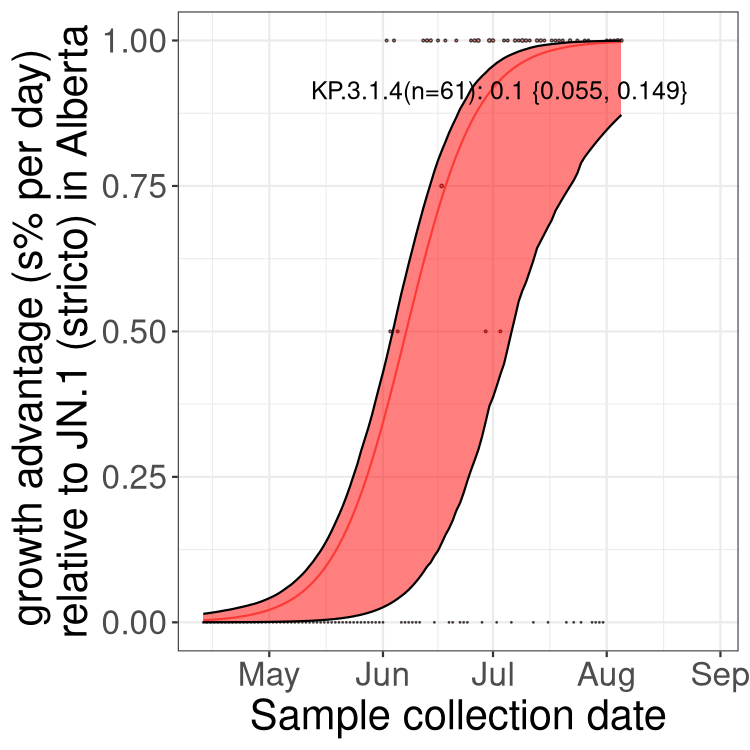 growth advantage (s% per day)
relative to JN.1 (stricto) in Alberta
1.00
0.75
0.50
0.25
0.00
KP.3.1.4(n=61): 0.1 {0.055, 0.149}
May Jun Jul Aug Sep
Sample collection date